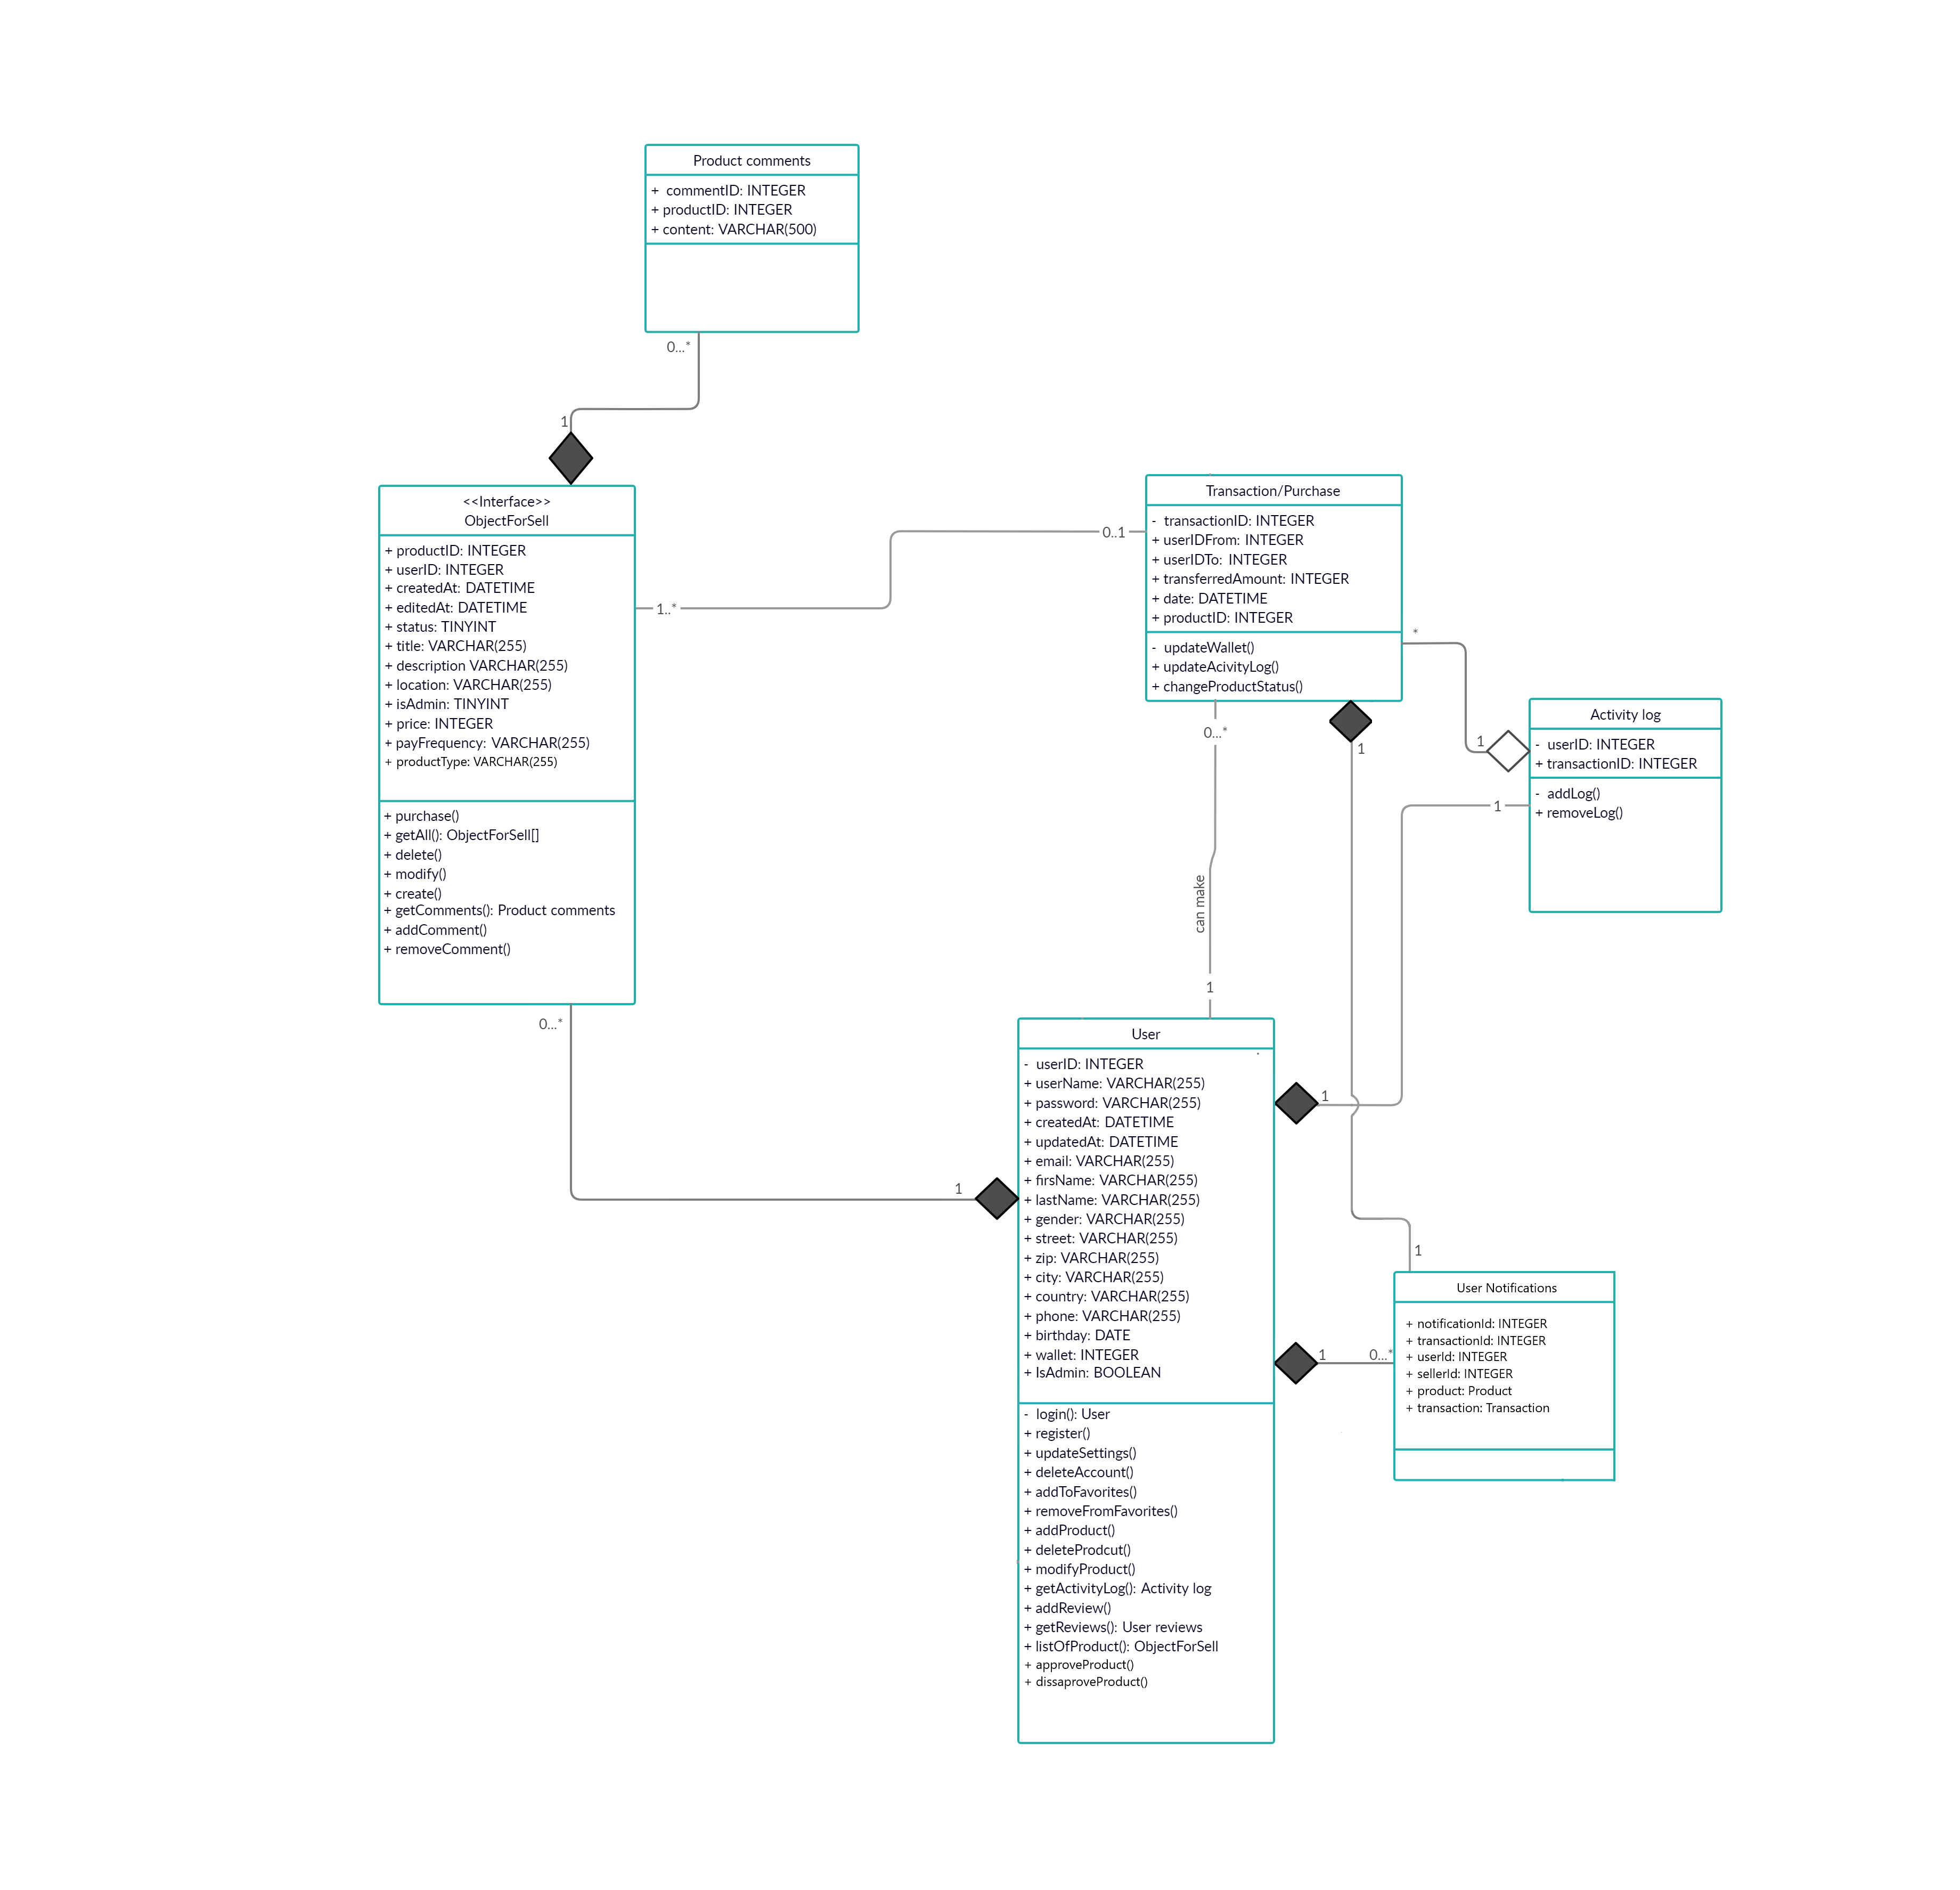 Product comments
+ commentID: INTEGER
+ productID: INTEGER
+ content: VARCHAR(500)
0...*
1
<<Interface>>
ObjectForSell
+ productID: INTEGER
+ userID: INTEGER
+ createdAt: DATETIME
+ editedAt: DATETIME
+ status: TINYINT
+ title: VARCHAR(255)
+ description VARCHAR(255)
+ location: VARCHAR(255)
+ isAdmin: TINYINT
+ price: INTEGER
+ payFrequency: VARCHAR(255)
+ productType: VARCHAR(255)
+ purchase()
+ getAll(): ObjectForSell[]
+ delete()
+ modify()
+ create()
+ getComments(): Product comments
+ addComment()
+ removeComment()
1..*
0..1
0...*
1
Transaction/Purchase
- transactionID: INTEGER
+ userIDFrom: INTEGER
+ userIDTo: INTEGER
+ transferredAmount: INTEGER
+ date: DATETIME
+ productID: INTEGER
- updateWallet()
+ updateAcivityLog()
+ changeProductStatus()
*
1
0...*
can make
1
1
1
Activity log
- userID: INTEGER
+ transactionID: INTEGER
- addLog()
+ removeLog()
1
1
User
- userID: INTEGER
+ userName: VARCHAR(255)
+ password: VARCHAR(255)
+ createdAt: DATETIME
+ updatedAt: DATETIME
+ email: VARCHAR(255)
+ firsName: VARCHAR(255)
+ lastName: VARCHAR(255)
+ gender: VARCHAR(255)
+ street: VARCHAR(255)
+ zip: VARCHAR(255)
+ city: VARCHAR(255)
+ country: VARCHAR(255)
+ phone: VARCHAR(255)
+ birthday: DATE
+ wallet: INTEGER
+ IsAdmin: BOOLEAN
- login(): User
+ register()
+ updateSettings()
+ deleteAccount()
+ addToFavorites()
+ removeFromFavorites()
+ addProduct()
+ deleteProdcut()
+ modifyProduct()
+ getActivityLog(): Activity log
+ addReview()
+ getReviews(): User reviews
+ listOfProduct(): ObjectForSell
+ approveProduct()
+ dissaproveProduct()
1
0...*
User Notifications
+ notificationId: INTEGER
+ transactionId: INTEGER
+ userId: INTEGER
+ sellerId: INTEGER
+ product: Product
+ transaction: Transaction